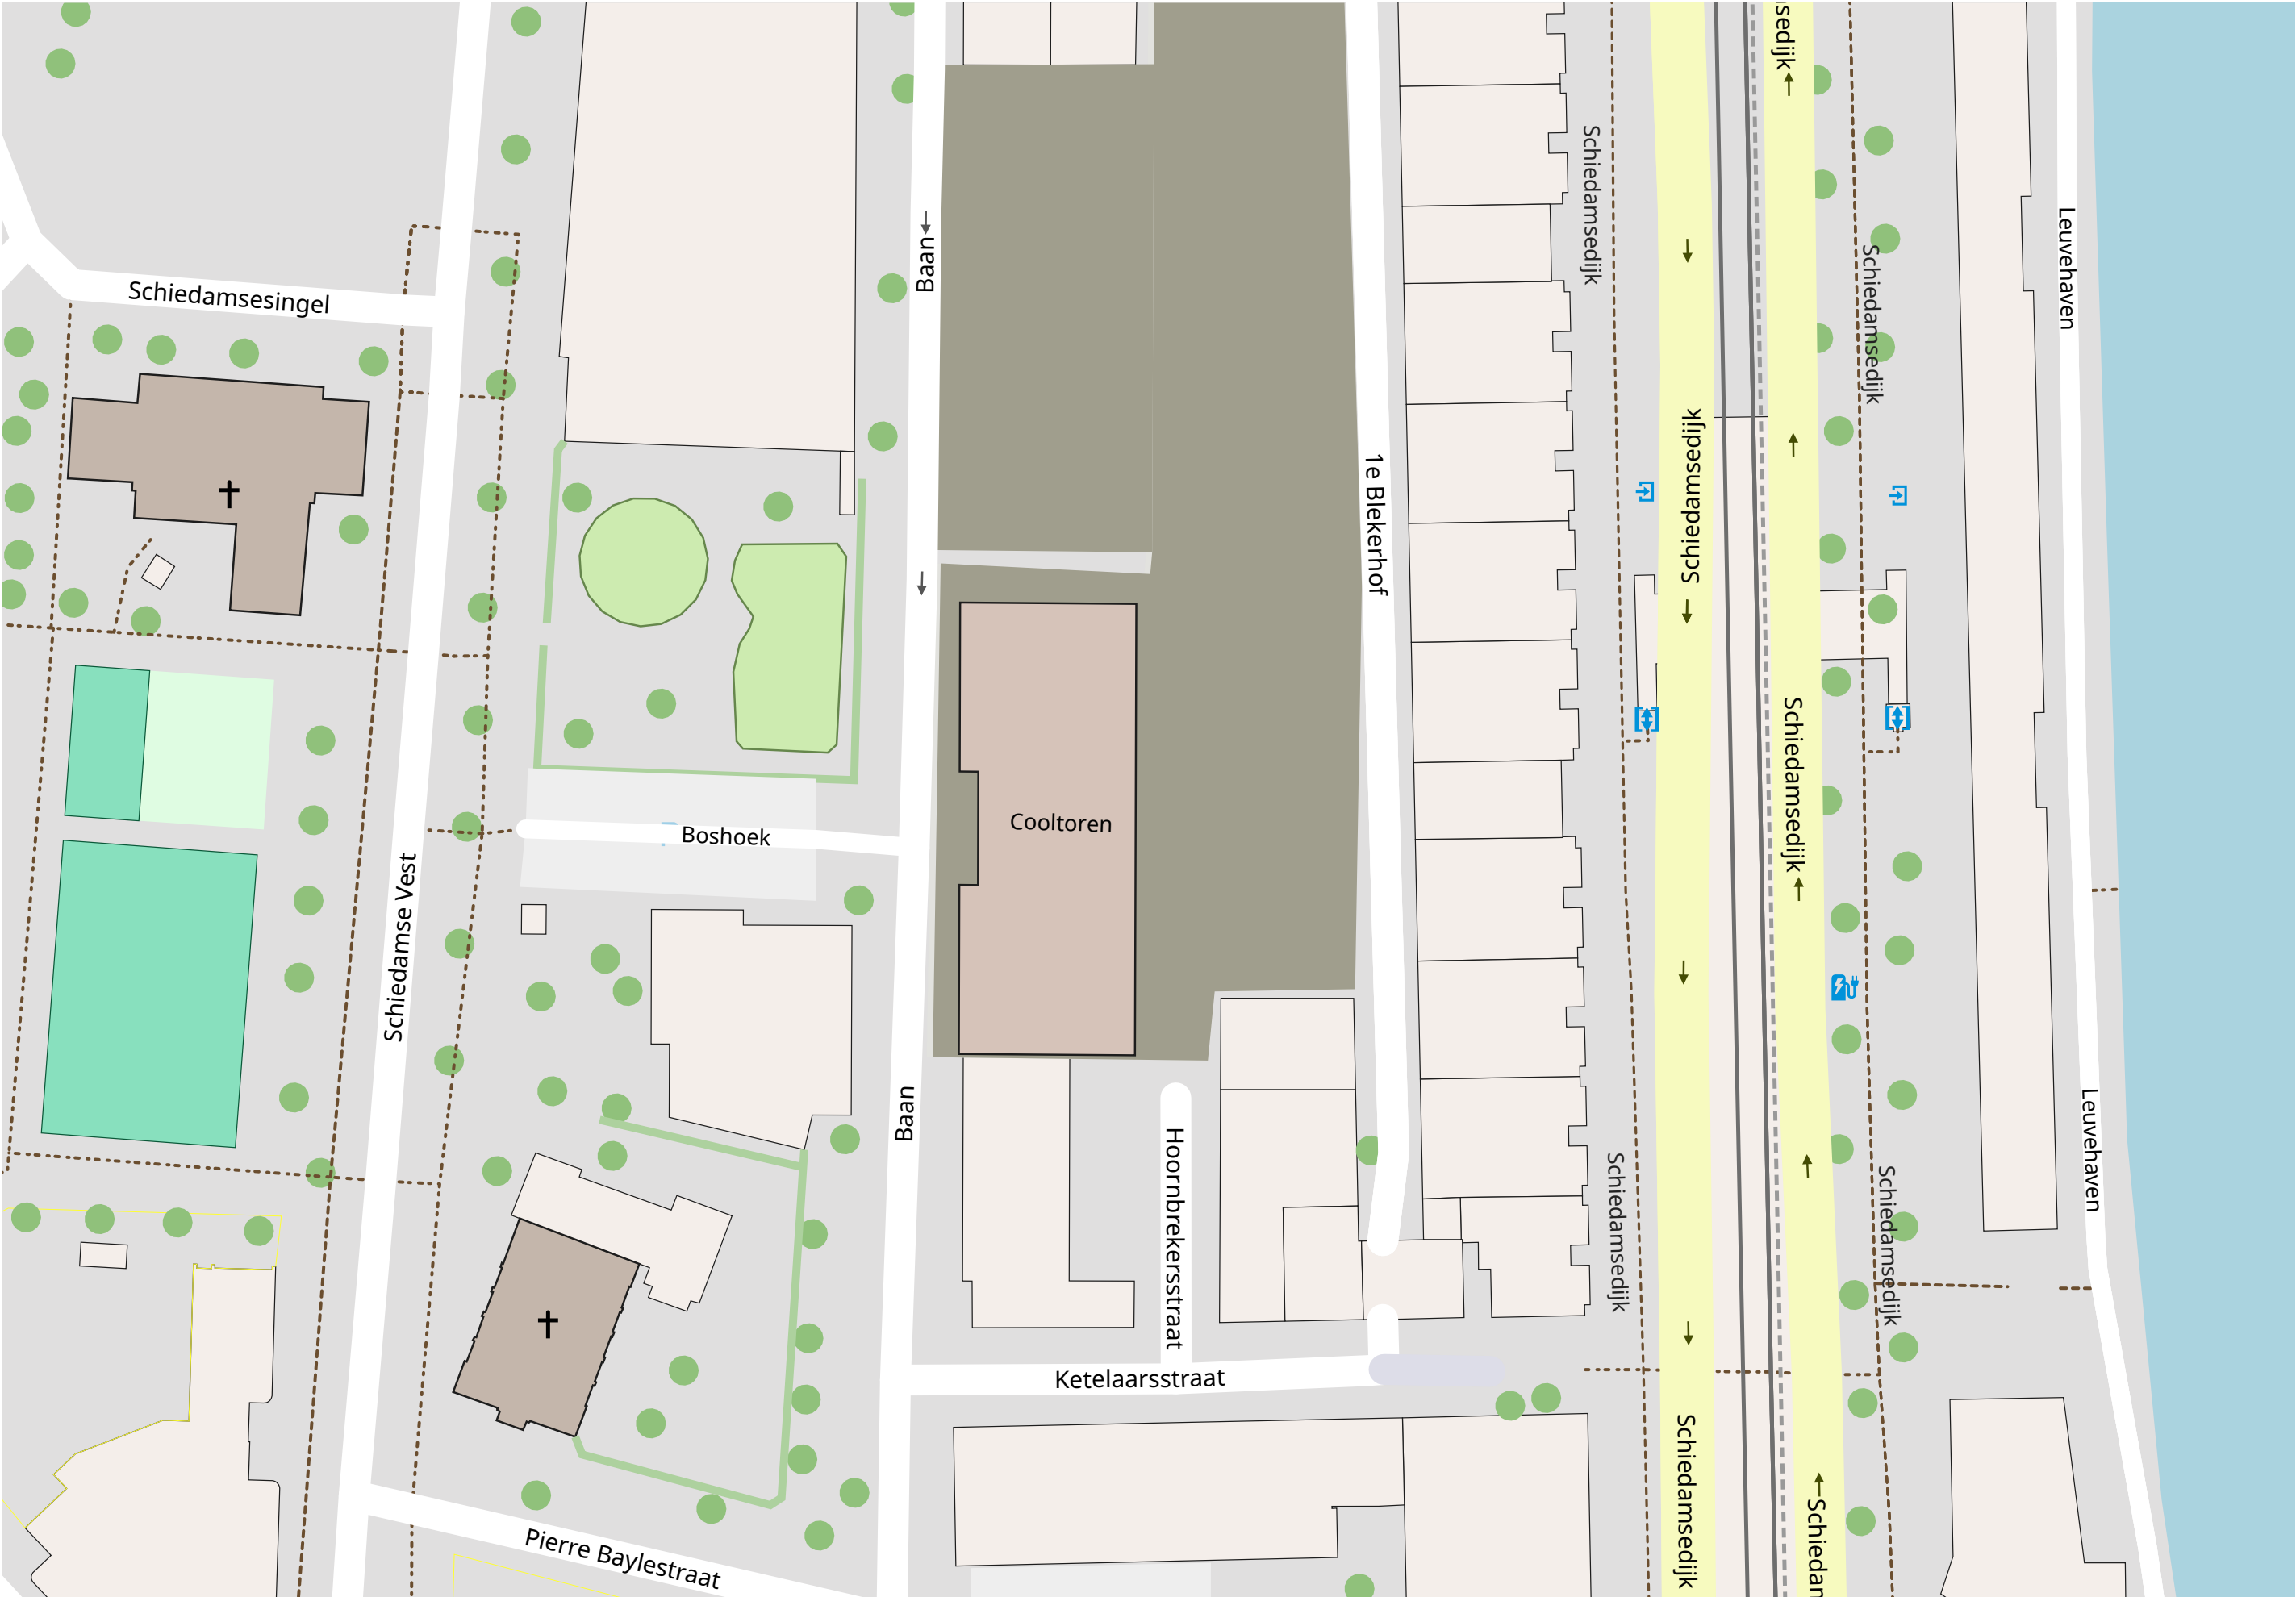 sedijk
Schiedamsedijk
Leuvehaven
Baan
Schiedamsesingel
Schiedamsedijk
Schiedamsedijk
1e Blekerhof
Schiedamsedijk
Cooltoren
Boshoek
Schiedamse Vest
Baan
Leuvehaven
Hoornbrekersstraat
Schiedamsedijk
Schiedamsedijk
Ketelaarsstraat
Schiedamsedijk
Schiedan
Pierre Baylestraat